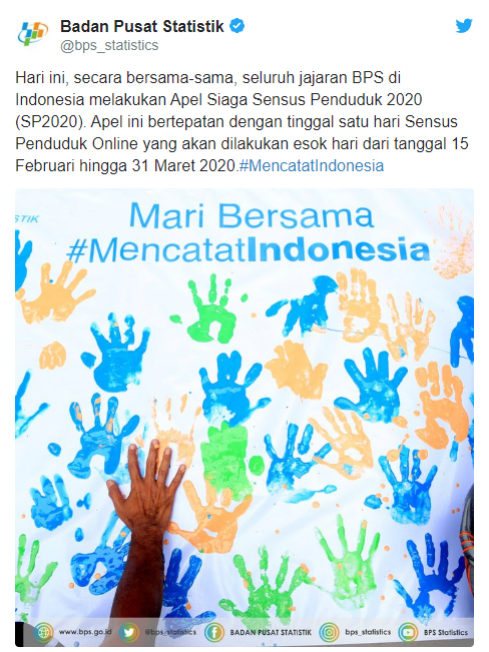 Badan Pusat Statistik
@bps_statistics
Hari ini, secara bersama-sama, seluruh jajaran BPS di
Indonesia melakukan Apel Siaga Sensus Penduduk 2020
(SP2020). Apel ini bertepatan dengan tinggal satu hari Sensus
Penduduk Online yang akan dilakukan esok hari dari tanggal 15
Februari hingga 31 Maret 2020.#MencatatIndonesia
STIK
Mari Bersama
#MencatatIndonesia
www.bps.go.id @bps_statistics BADAN PUSAT STATISTIK bps_statistics BPS Statistics